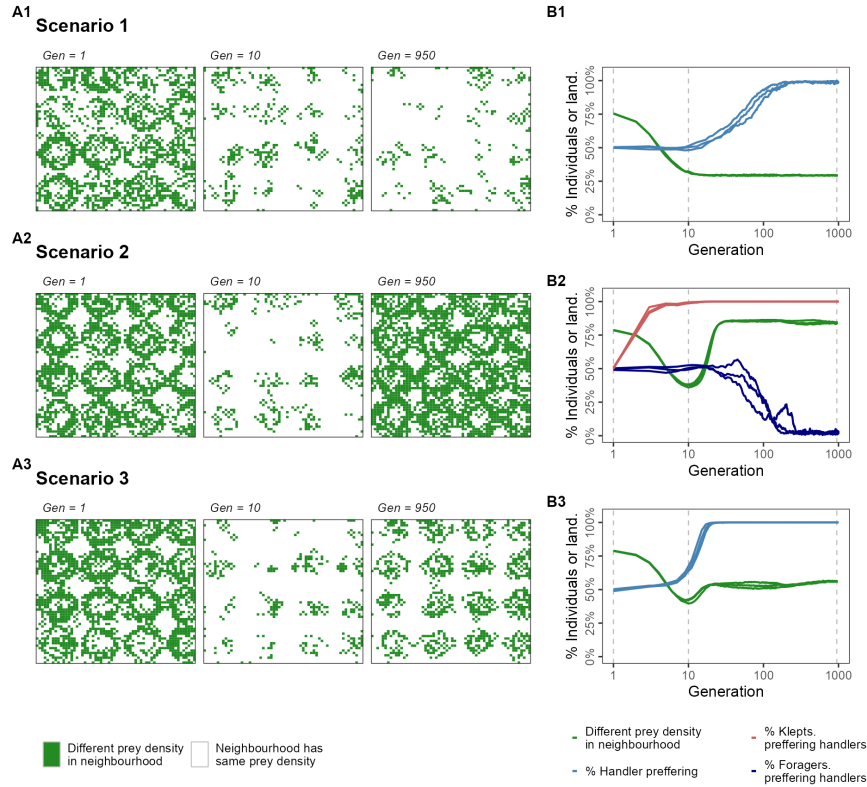 A1
Scenario 1
Gen = 1
Gen = 10
Gen = 950
B1
% Individuals or land.
100%
75%
50%
25%
0%
1
10
100
1000
Generation
A2
Scenario 2
Gen = 1
Gen = 10
Gen = 950
B2
% Individuals or land.
100%
75%
50%
25%
0%
1
10
100
1000
Generation
A3
Scenario 3
Gen = 1
Gen = 10
Gen = 950
B3
% Individuals or land.
100%
75%
50%
25%
0%
1
10
100
1000
Generation
Different prey density
in neighbourhood
Neighbourhood has
same prey density
Different prey density
in neighbourhood
% Handler preffering
% Klepts.
preffering handlers
% Foragers.
preffering handlers